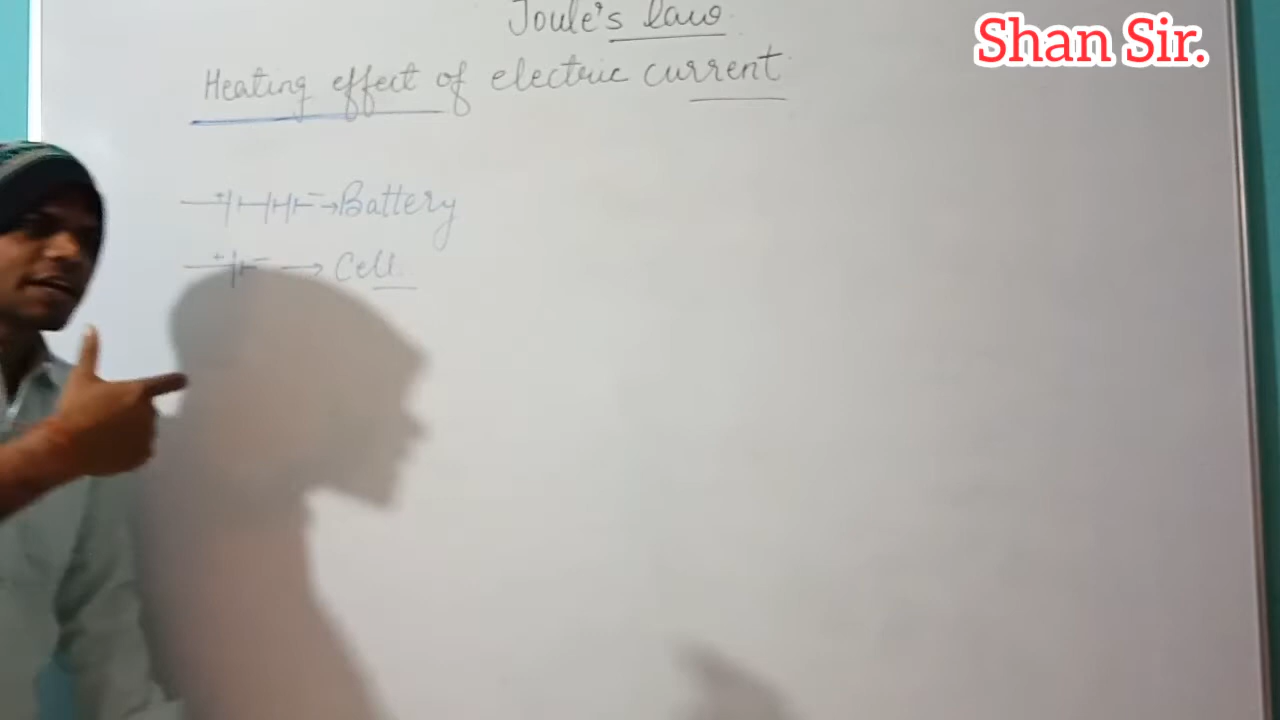 Joule's law
Shan Sir.
Heating effect of electric current
+ - → Battery
+ - → Cell